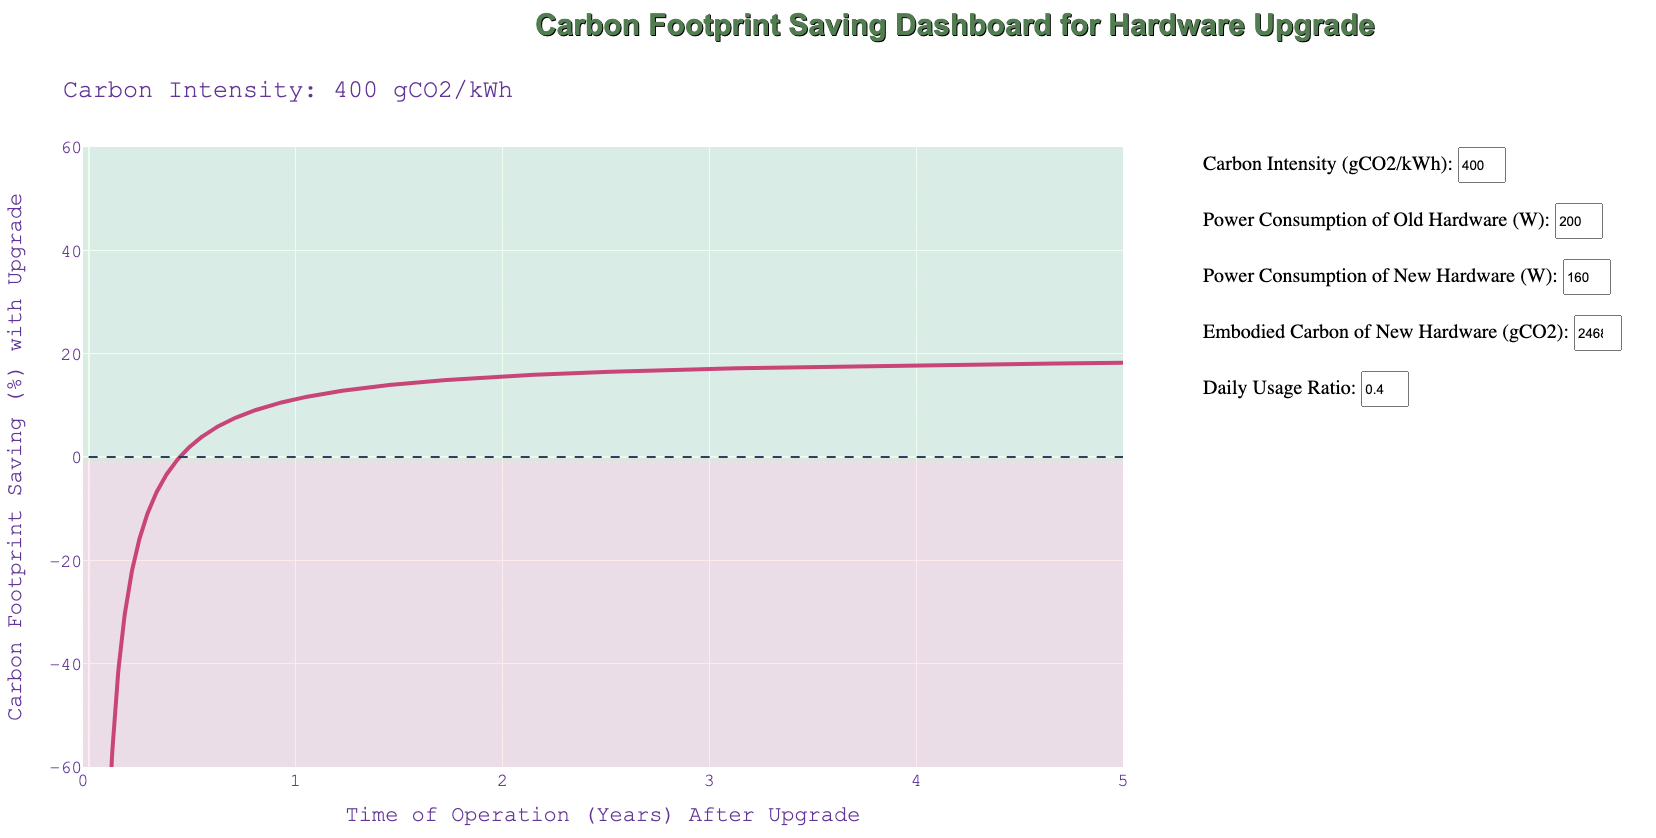 Carbon Footprint Saving Dashboard for Hardware Upgrade
Carbon Intensity: 400 gCO2/kWh
Carbon Footprint Saving (%) with Upgrade
60
40
20
0
−20
−40
−60
0 1 2 3 4 5
Time of Operation (Years) After Upgrade
Carbon Intensity (gCO2/kWh): 400
Power Consumption of Old Hardware (W): 200
Power Consumption of New Hardware (W): 160
Embodied Carbon of New Hardware (gCO2):
Daily Usage Ratio: 0.4